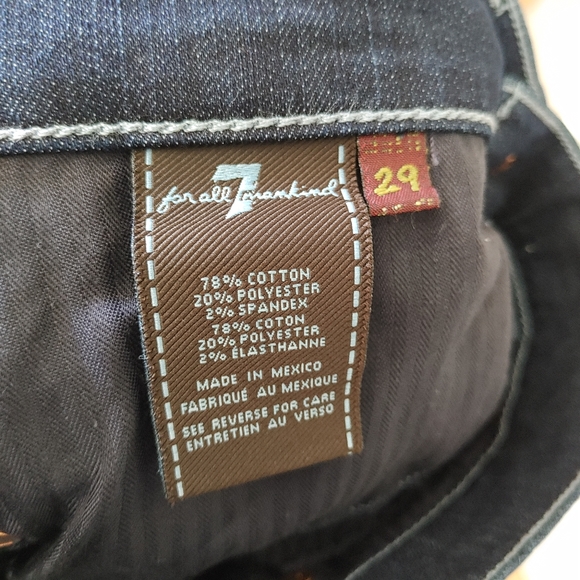 for all 7 mankind
29
78% COTTON
20% POLYESTER
2% SPANDEX
78% COTON
20% POLYESTER
2% ÉLASTHANNE
MADE IN MEXICO
FABRIQUÉ AU MEXIQUE
SEE REVERSE FOR CARE
ENTRETIEN AU VERSO